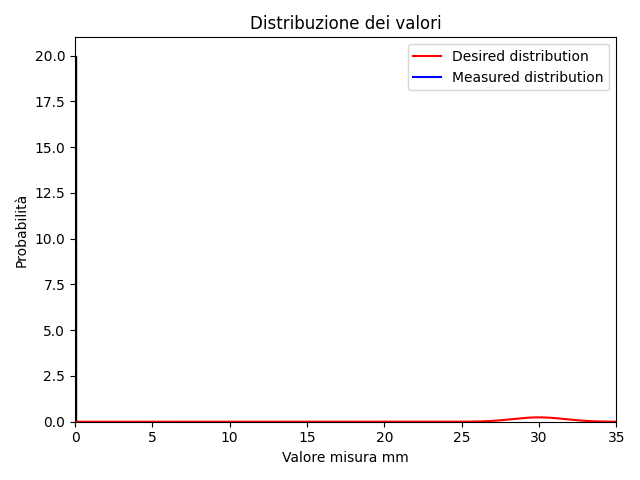 Distribuzione dei valori
Desired distribution
Measured distribution
20.0
17.5
15.0
12.5
10.0
7.5
5.0
2.5
0.0
Probabilità
0 5 10 15 20 25 30 35
Valore misura mm